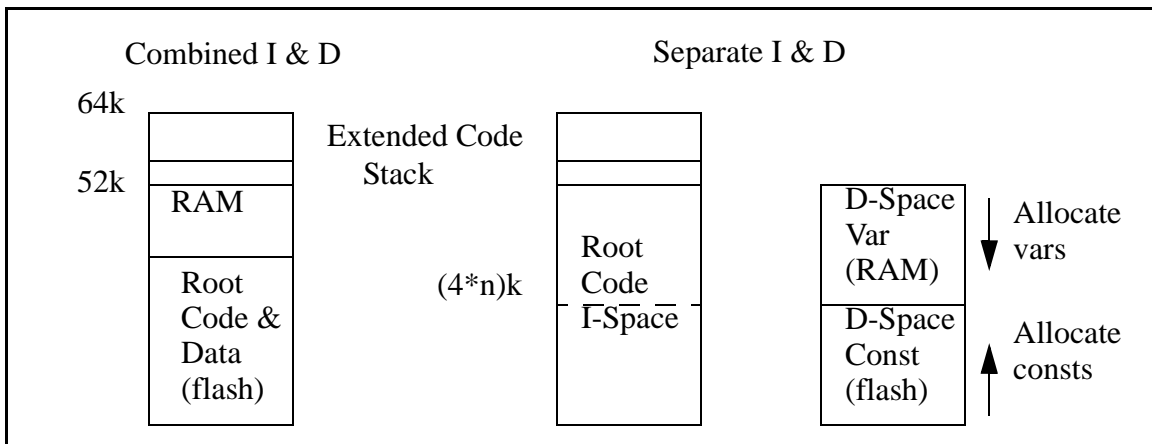 Combined I & D
Separate I & D
64k
Extended Code
Stack
52k
RAM
Root
Code &
Data
(flash)
(4*n)k
Root
Code
I-Space
D-Space
Var
(RAM)
Allocate
vars
D-Space
Const
(flash)
Allocate
consts